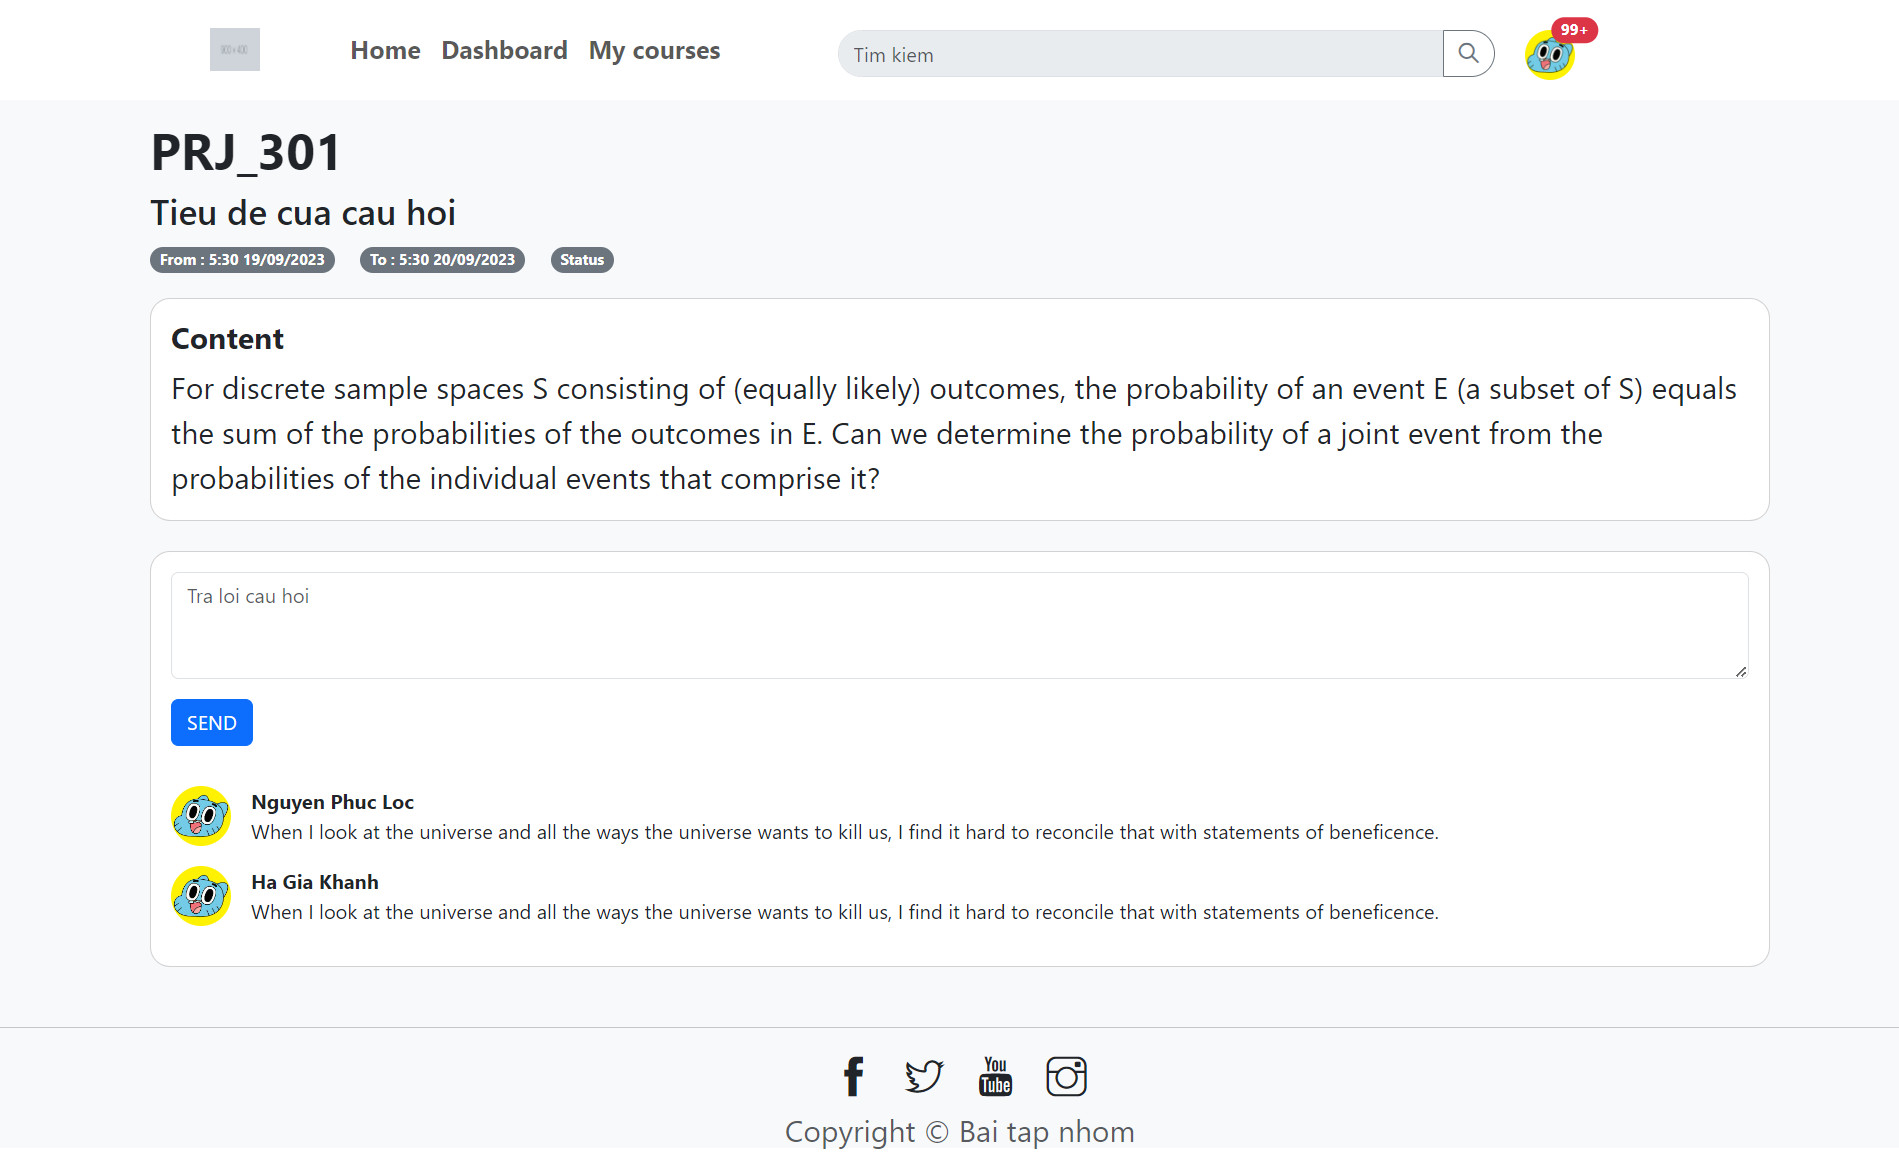 Home Dashboard My courses
Tim kiem
99+
PRJ_301
Tieu de cua cau hoi
From : 5:30 19/09/2023 To : 5:30 20/09/2023 Status
Content
For discrete sample spaces S consisting of (equally likely) outcomes, the probability of an event E (a subset of S) equals
the sum of the probabilities of the outcomes in E. Can we determine the probability of a joint event from the
probabilities of the individual events that comprise it?
Tra loi cau hoi
SEND
Nguyen Phuc Loc
When I look at the universe and all the ways the universe wants to kill us, I find it hard to reconcile that with statements of beneficence.
Ha Gia Khanh
When I look at the universe and all the ways the universe wants to kill us, I find it hard to reconcile that with statements of beneficence.
You
Tube
Copyright © Bai tap nhom